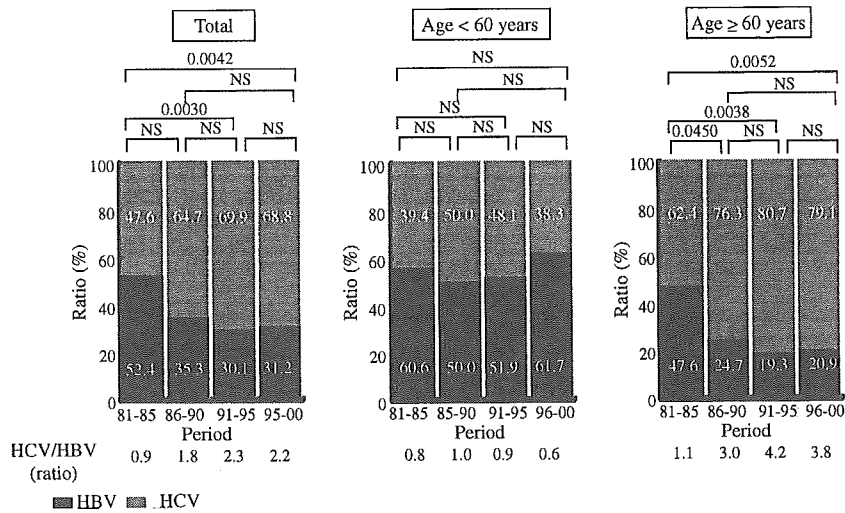 Total
Age < 60 years
Age ≥ 60 years
0.0042
NS
0.0030
NS NS NS
NS
NS
NS
NS NS NS
0.0052
NS
0.0038
0.0450 NS NS
100
80
60
40
20
0
Ratio (%)
47.6 64.7 69.9 68.8
52.4 35.3 30.1 31.2
81-85 86-90 91-95 95-00
Period
100
80
60
40
20
0
Ratio (%)
39.4 50.0 48.1 38.3
60.6 50.0 51.9 61.7
81-85 85-90 91-95 96-00
Period
100
80
60
40
20
0
Ratio (%)
62.4 76.3 80.7 79.1
47.6 24.7 19.3 20.9
81-85 86-90 91-95 96-00
Period
HCV/HBV
(ratio)
0.9 1.8 2.3 2.2
0.8 1.0 0.9 0.6
1.1 3.0 4.2 3.8
HBV HCV